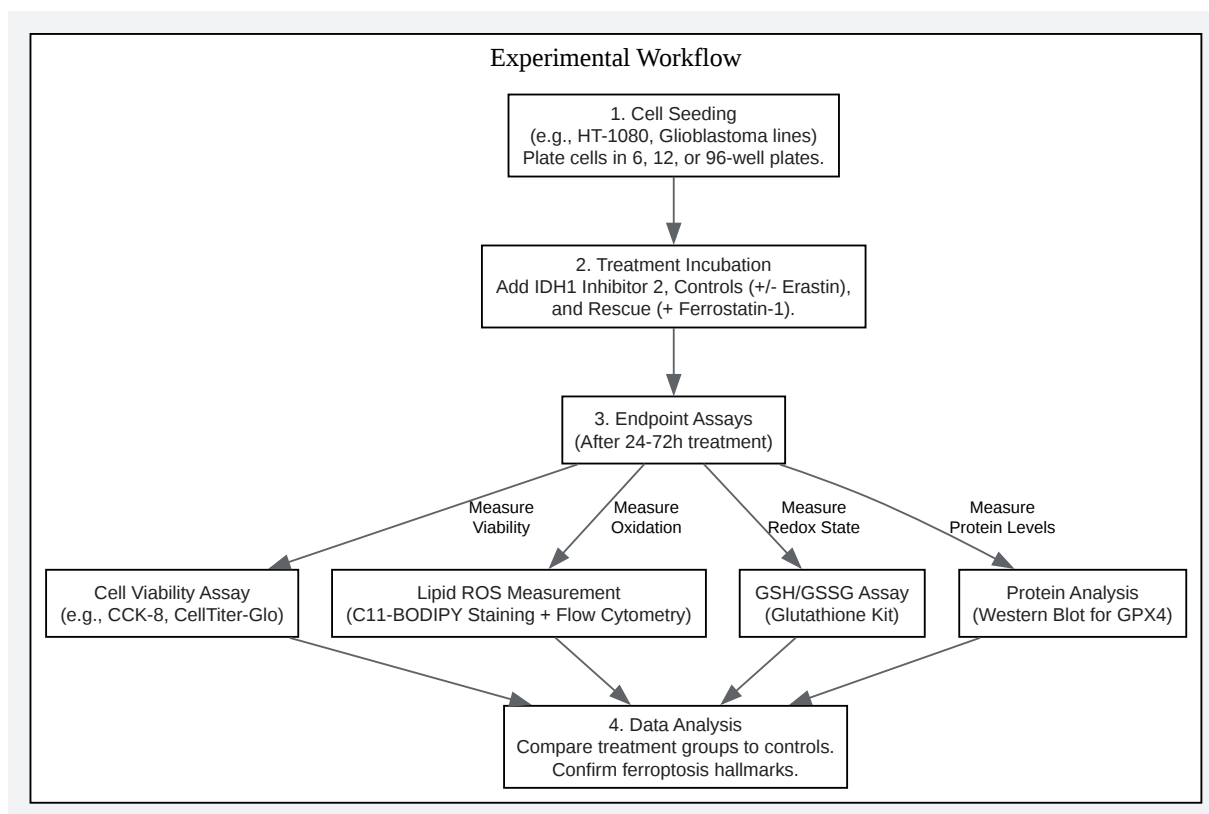 Experimental Workflow
1. Cell Seeding
(e.g., HT-1080, Glioblastoma lines)
Plate cells in 6, 12, or 96-well plates.
2. Treatment Incubation
Add IDH1 Inhibitor 2, Controls (+/- Erastin),
and Rescue (+ Ferrostatin-1).
3. Endpoint Assays
(After 24-72h treatment)
Measure
Viability
Measure
Oxidation
Measure
Redox State
Measure
Protein Levels
Cell Viability Assay
(e.g., CCK-8, CellTiter-Glo)
Lipid ROS Measurement
(C11-BODIPY Staining + Flow Cytometry)
GSH/GSSG Assay
(Glutathione Kit)
Protein Analysis
(Western Blot for GPX4)
4. Data Analysis
Compare treatment groups to controls.
Confirm ferroptosis hallmarks.